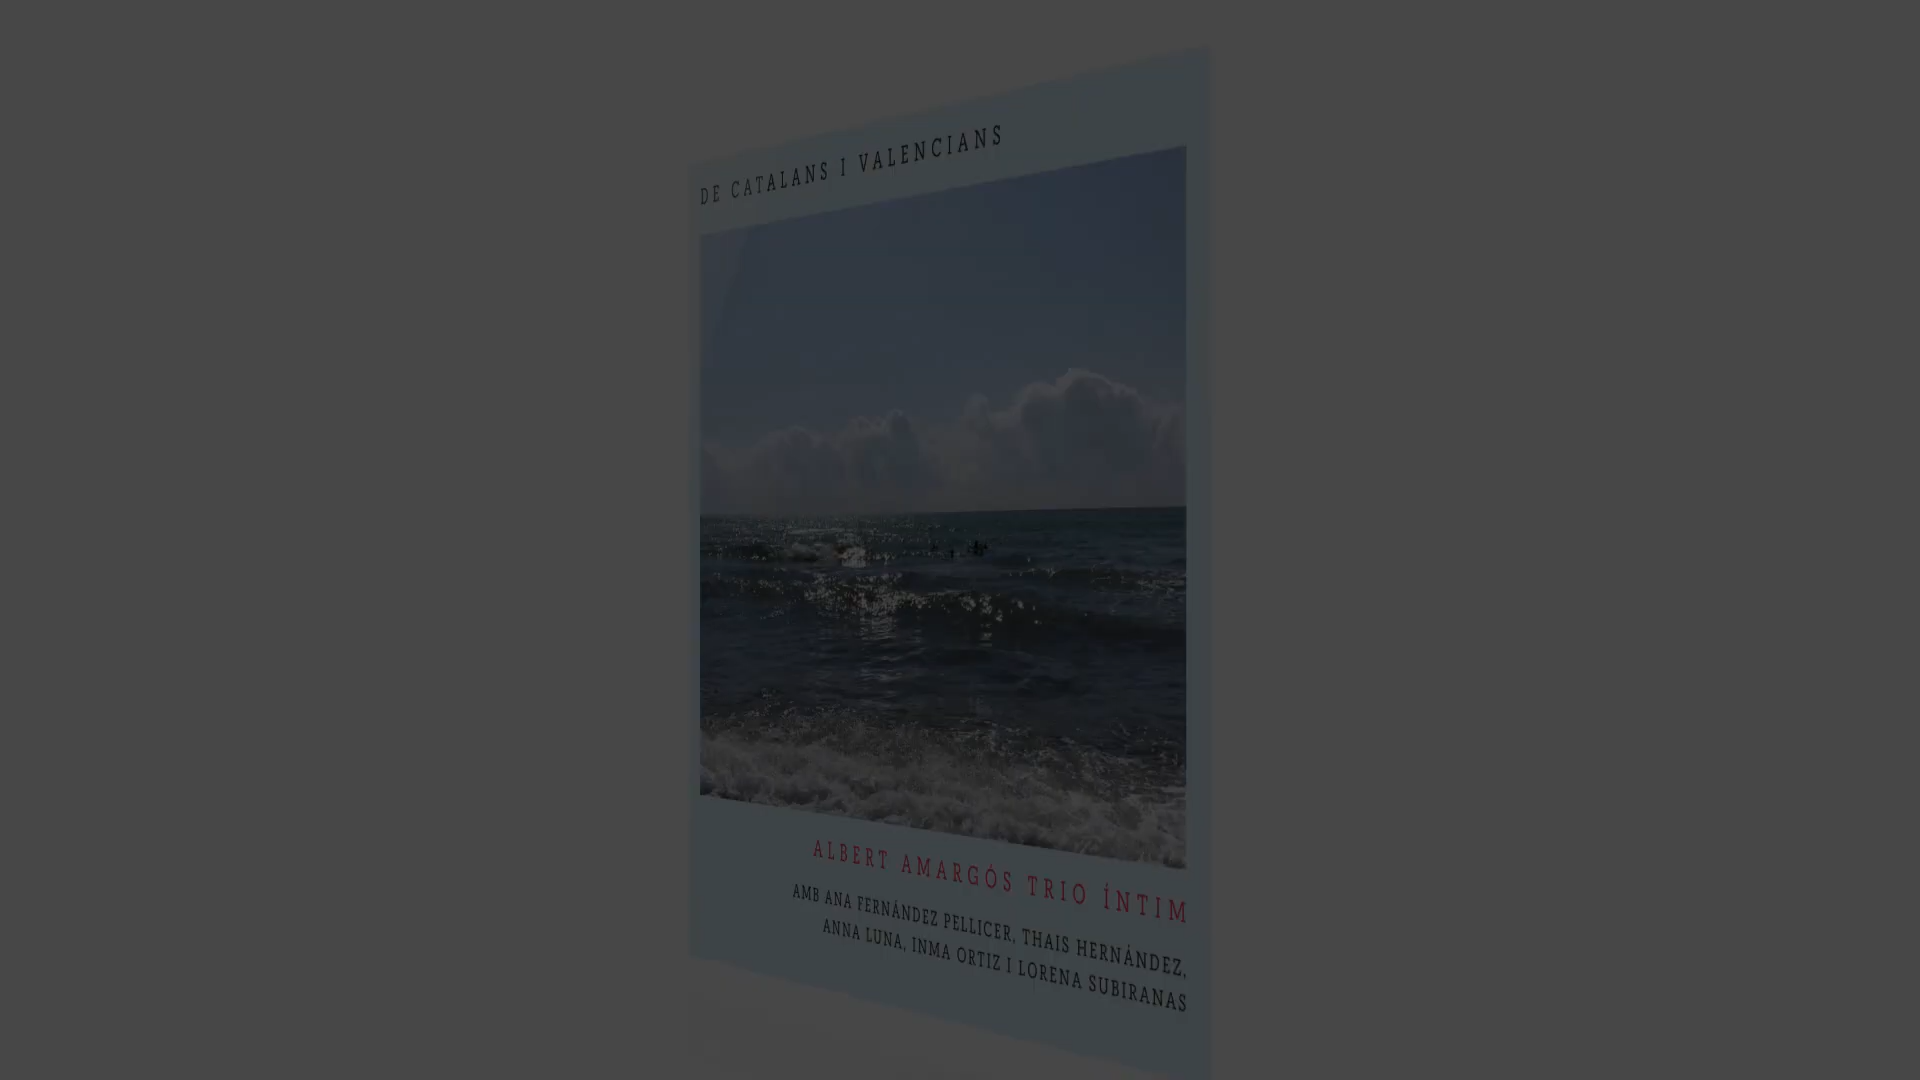 DE CATALANS I VALENCIANS
ALBERT AMARGÓS TRIO ÍNTIM
AMB ANA FERNÁNDEZ PELLICER, THAIS HERNÁNDEZ,
ANNA LUNA, INMA ORTIZ I LORENA SUBIRANAS